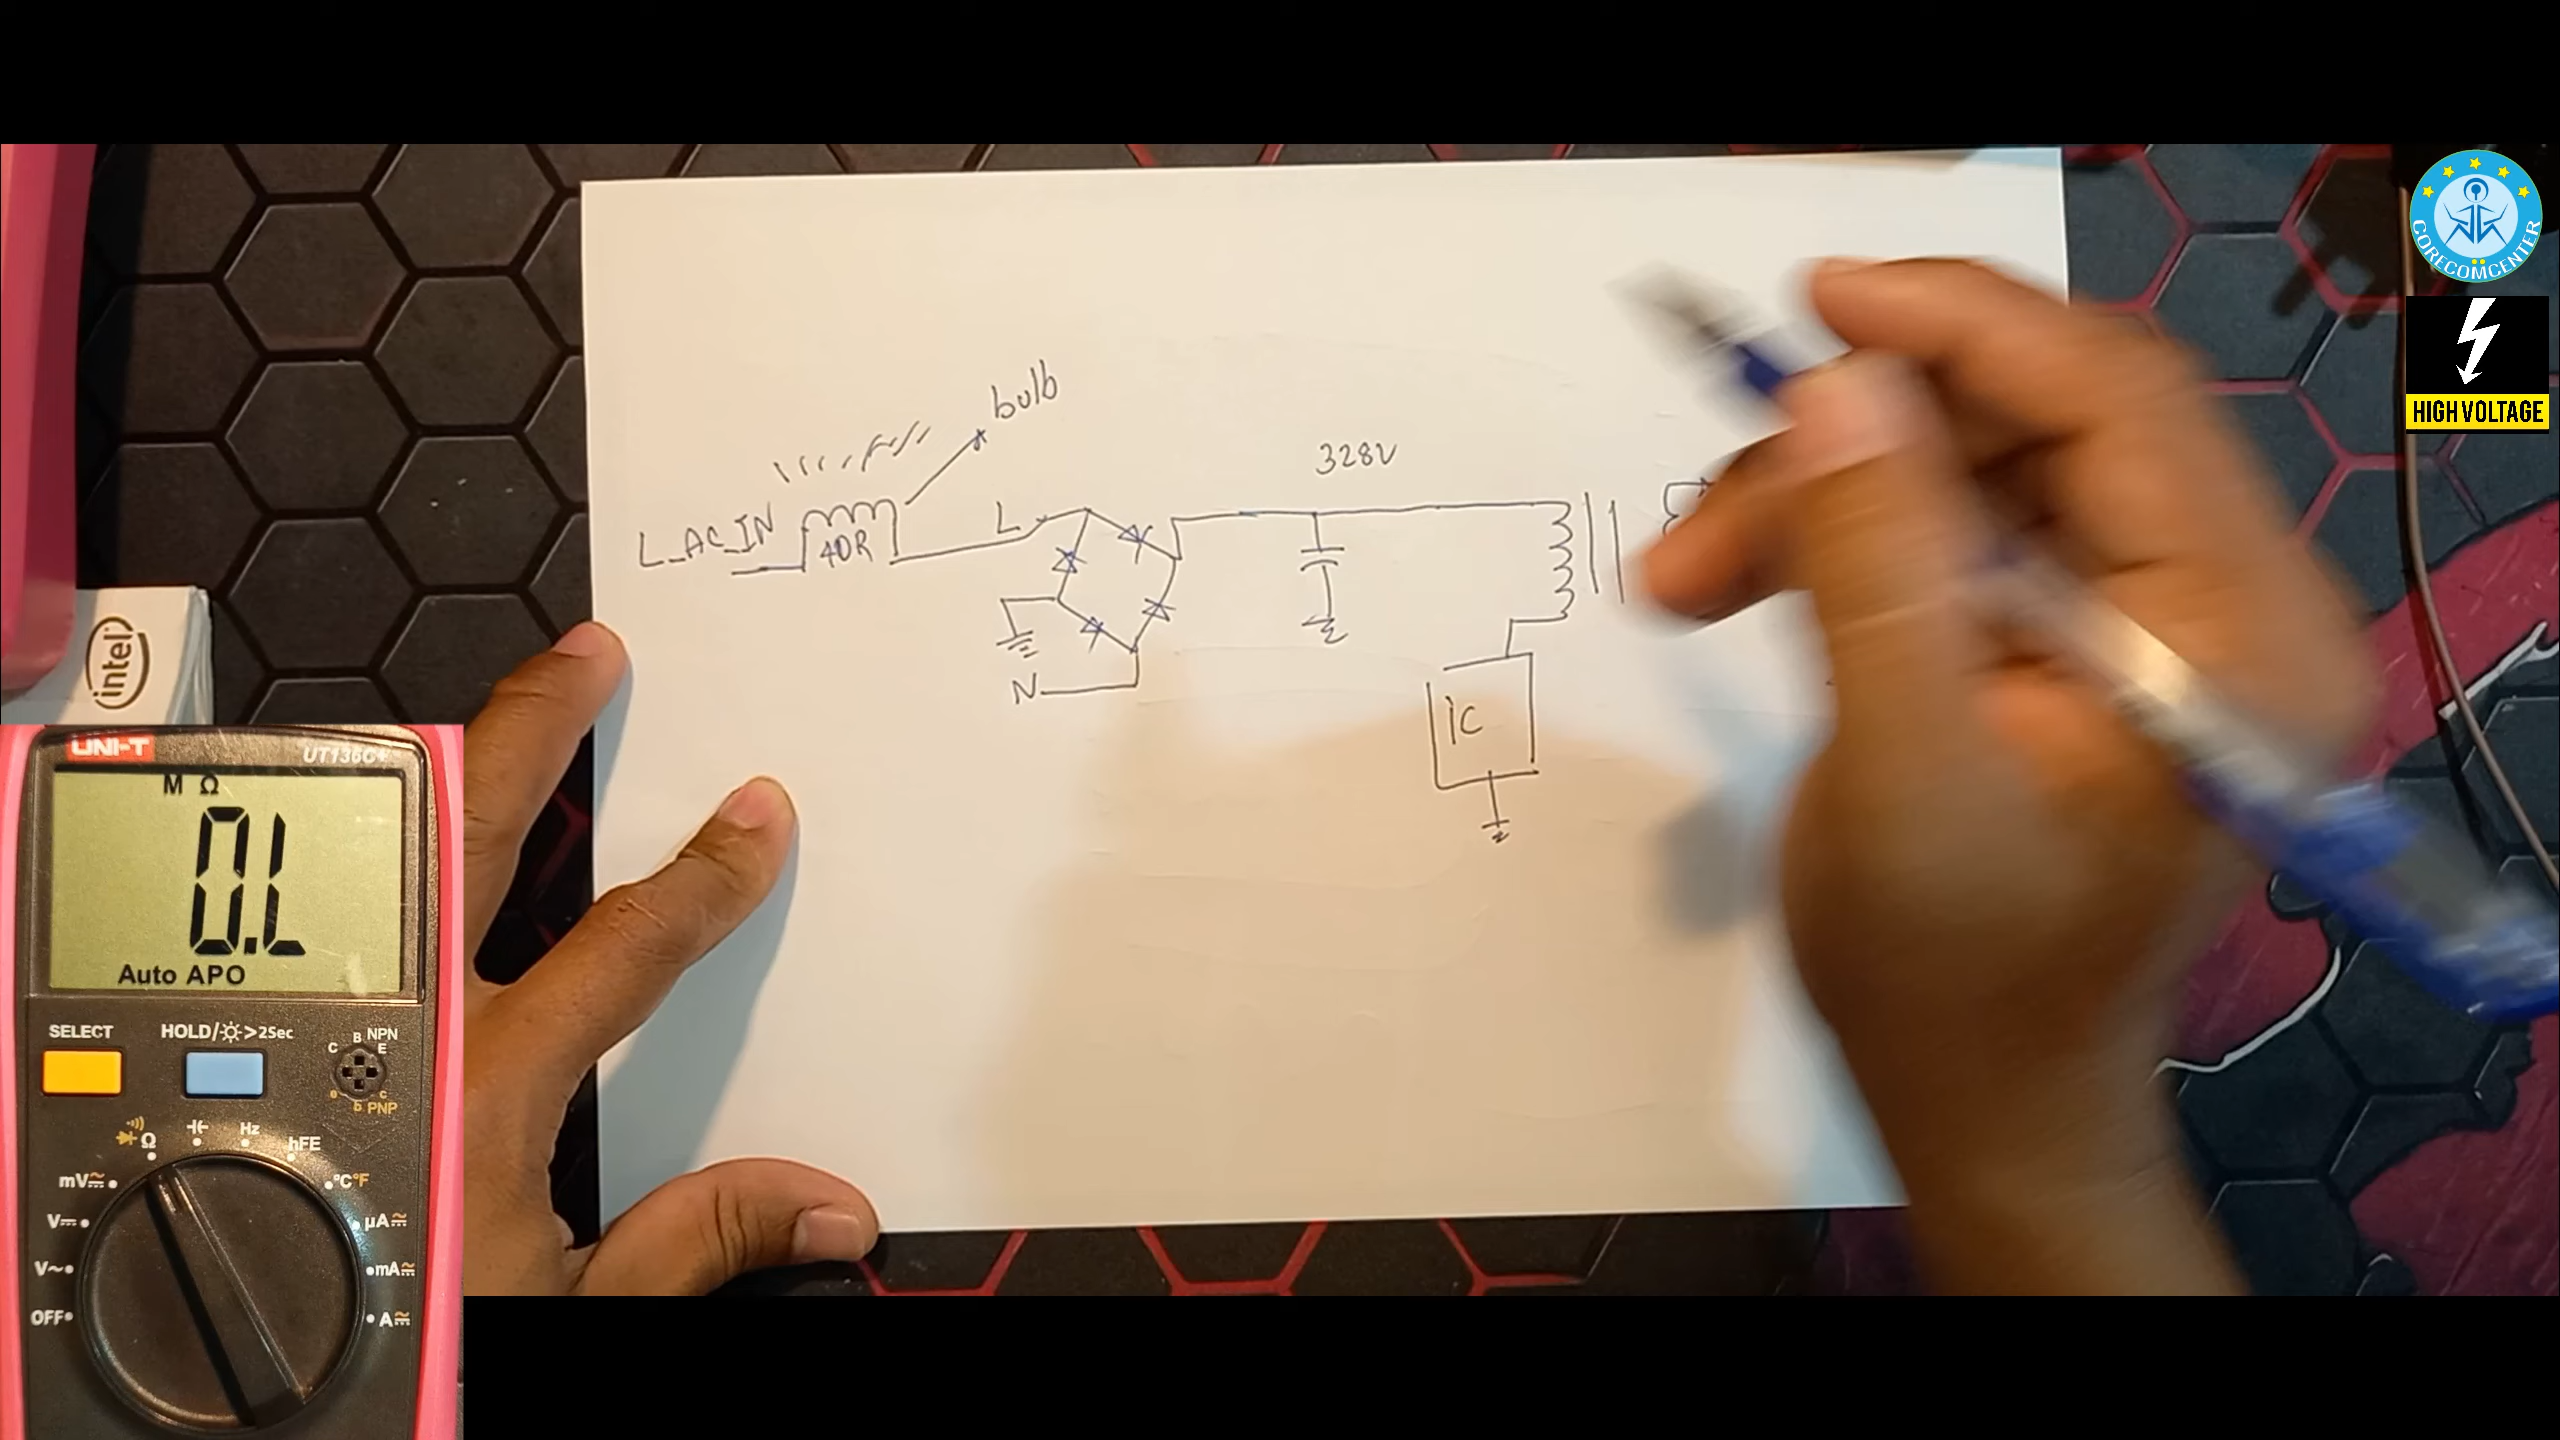 CORECOMCENTER
HIGH VOLTAGE
bulb
328V
L_AC_IN
40R
L
N
IC
intel
UNI-T
UT136C+
M Ω
0.L
Auto APO
SELECT
HOLD/ >2Sec
B NPN
C E
e c
b PNP
Ω
Hz
hFE
mV
°C°F
V
µA
V~
mA
OFF
A